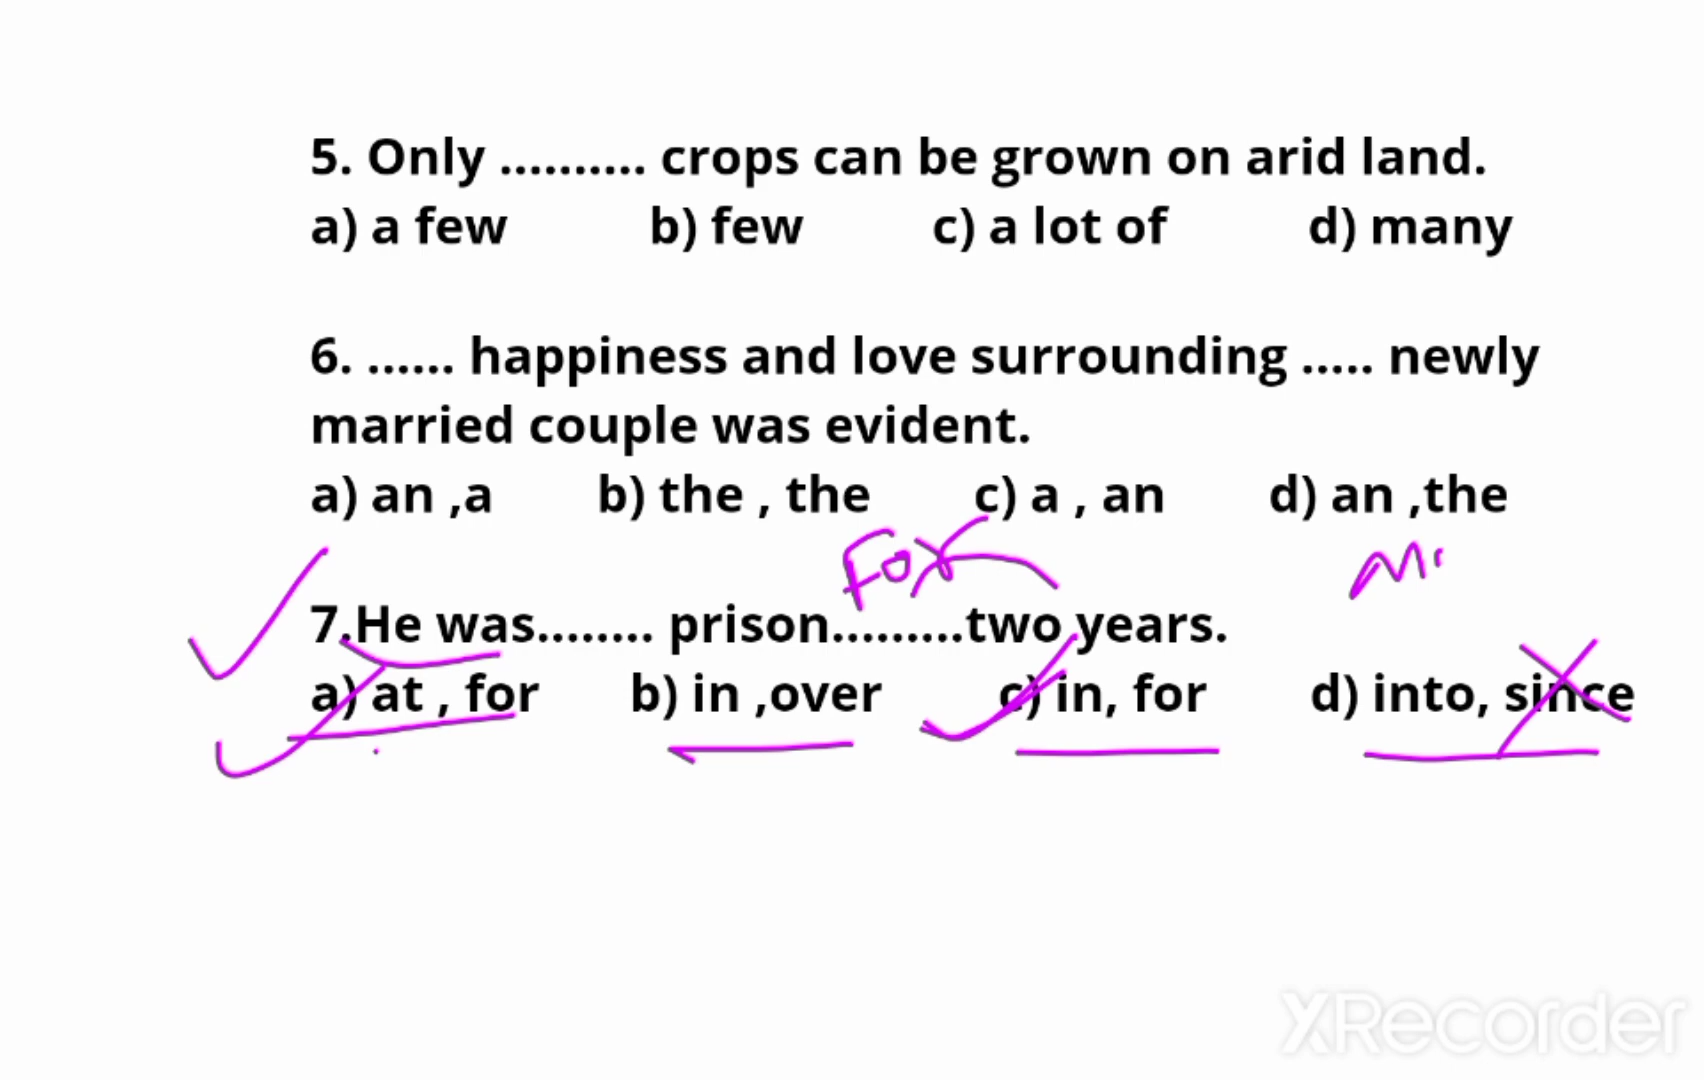 5. Only .......... crops can be grown on arid land.
a) a few b) few c) a lot of d) many
6. ...... happiness and love surrounding ..... newly
married couple was evident.
a) an ,a b) the , the c) a , an d) an ,the
For
7.He was........ prison.........two years.
a) at , for b) in ,over c) in, for d) into, since
XRecorder